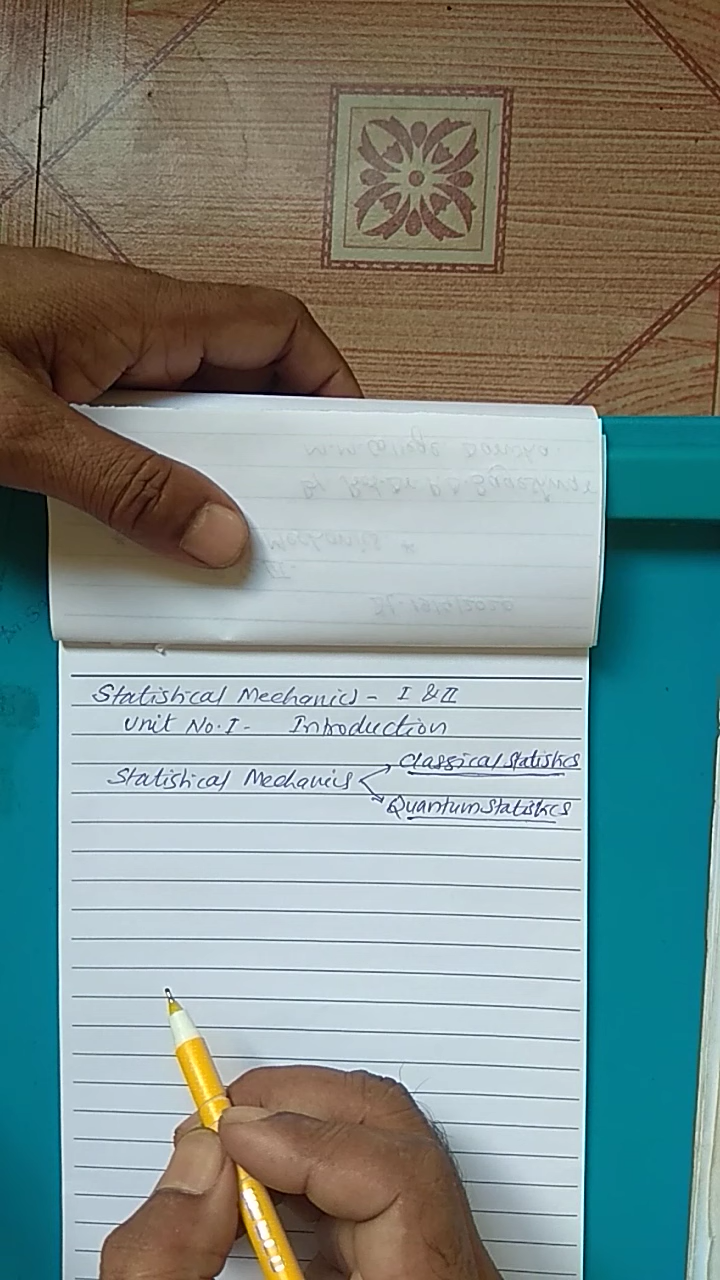 Statistical Mechanics - I & II
Unit No. I - Introduction
Classical Statistics
Statistical Mechanics
Quantum Statistics